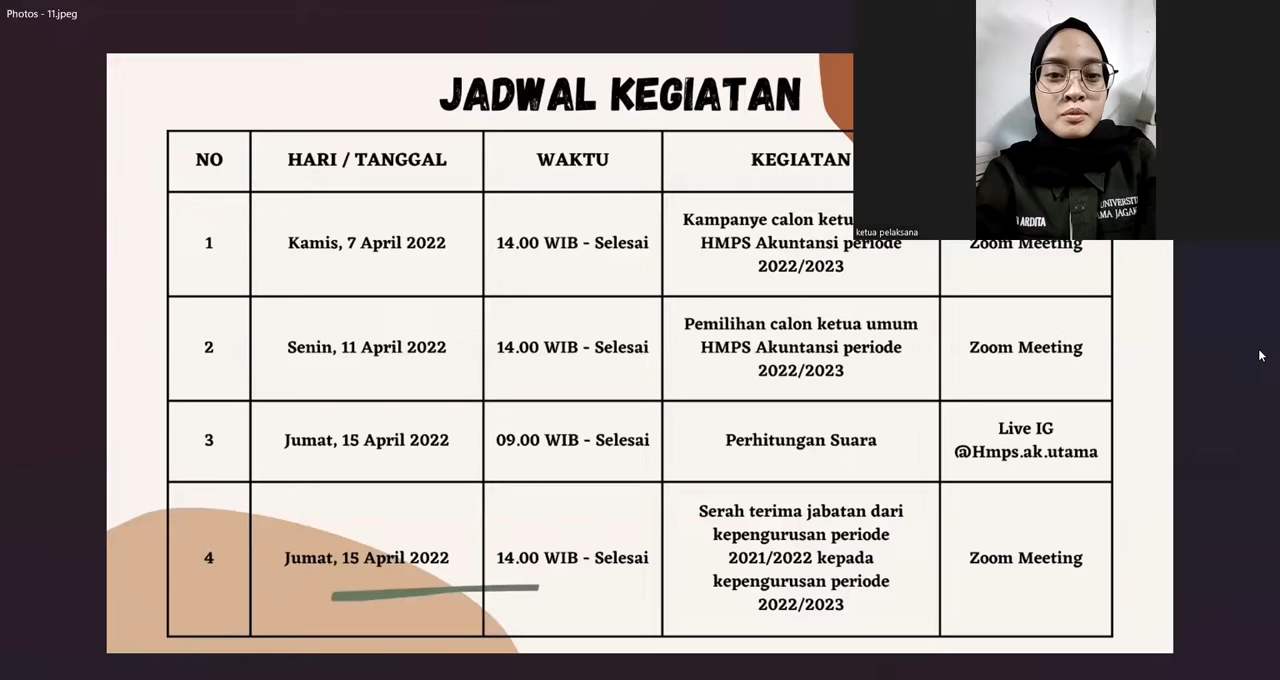 Photos - 11.jpeg
JADWAL KEGIATAN
NO
HARI / TANGGAL
WAKTU
KEGIATAN
1
Kamis, 7 April 2022
14.00 WIB - Selesai
Kampanye calon
HMPS Akuntansi periode
2022/2023
Zoom Meeting
2
Senin, 11 April 2022
14.00 WIB - Selesai
Pemilihan calon ketua umum
HMPS Akuntansi periode
2022/2023
Zoom Meeting
3
Jumat, 15 April 2022
09.00 WIB - Selesai
Perhitungan Suara
Live IG
@Hmps.ak.utama
4
Jumat, 15 April 2022
14.00 WIB - Selesai
Serah terima jabatan dari
kepengurusan periode
2021/2022 kepada
kepengurusan periode
2022/2023
Zoom Meeting
ketua pelaksana
ARDITA